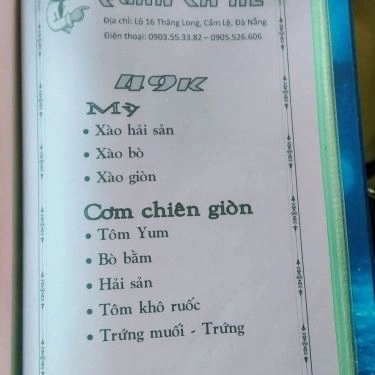 Địa chỉ: Lô 16 Thăng Long, Cẩm Lệ, Đà Nẵng
Điện thoại: 0903.55.33.82 – 0905.526.606
49K
Mỳ
• Xào hải sản
• Xào bò
• Xào giòn
Cơm chiên giòn
• Tôm Yum
• Bò bằm
• Hải sản
• Tôm khô ruốc
• Trứng muối - Trứng